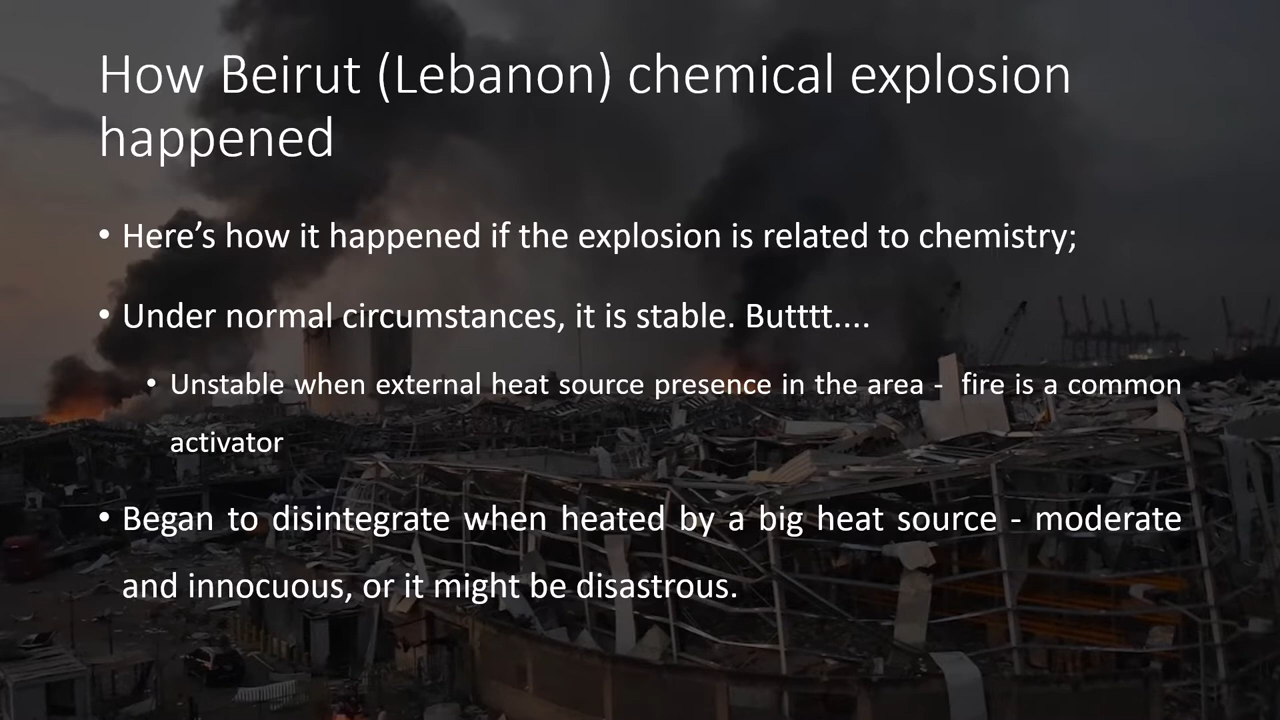 How Beirut (Lebanon) chemical explosion
happened
• Here’s how it happened if the explosion is related to chemistry;
• Under normal circumstances, it is stable. Butttt....
• Unstable when external heat source presence in the area -  fire is a common
activator
• Began to disintegrate when heated by a big heat source - moderate
and innocuous, or it might be disastrous.